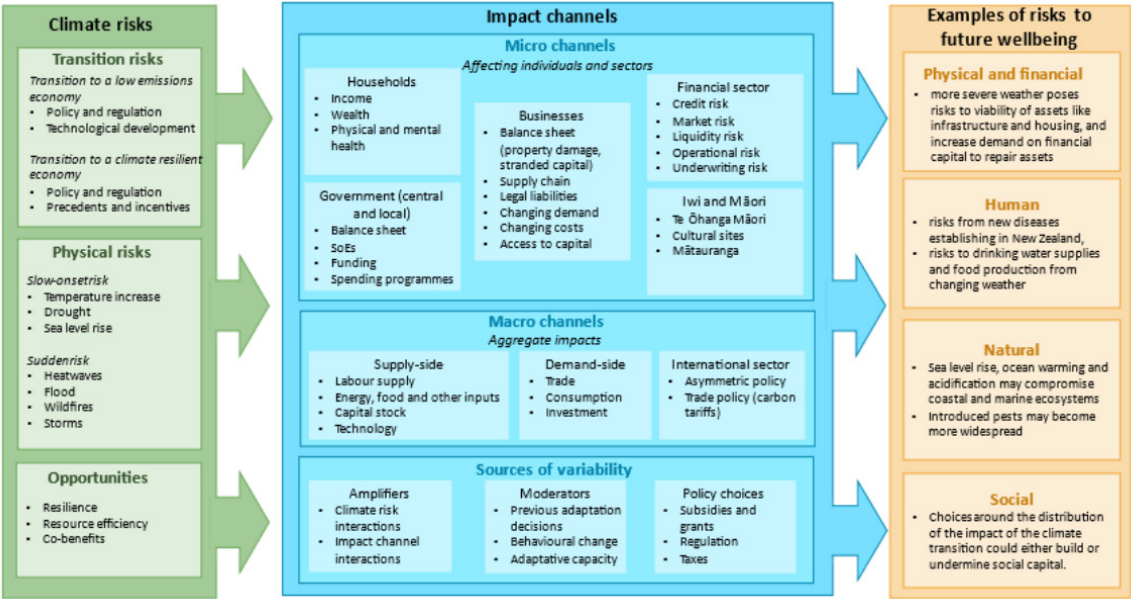 Climate risks
Transition risks
Transition to a low emissions
economy
• Policy and regulation
• Technological development
Transition to a climate resilient
economy
• Policy and regulation
• Precedents and incentives
Physical risks
Slow-onsetrisk
• Temperature increase
• Drought
• Sea level rise
Suddenrisk
• Heatwaves
• Flood
• Wildfires
• Storms
Opportunities
• Resilience
• Resource efficiency
• Co-benefits
Impact channels
Micro channels
Affecting individuals and sectors
Households
• Income
• Wealth
• Physical and mental
health
Government (central
and local)
• Balance sheet
• SoEs
• Funding
• Spending programmes
Businesses
• Balance sheet
(property damage,
stranded capital)
• Supply chain
• Legal liabilities
• Changing demand
• Changing costs
• Access to capital
Financial sector
• Credit risk
• Market risk
• Liquidity risk
• Operational risk
• Underwriting risk
Iwi and Māori
• Te Ōhanga Māori
• Cultural sites
• Mātauranga
Macro channels
Aggregate impacts
Supply-side
• Labour supply
• Energy, food and other inputs
• Capital stock
• Technology
Demand-side
• Trade
• Consumption
• Investment
International sector
• Asymmetric policy
• Trade policy (carbon
tariffs)
Sources of variability
Amplifiers
• Climate risk
interactions
• Impact channel
interactions
Moderators
• Previous adaptation
decisions
• Behavioural change
• Adaptative capacity
Policy choices
• Subsidies and
grants
• Regulation
• Taxes
Examples of risks to
future wellbeing
Physical and financial
• more severe weather poses
risks to viability of assets like
infrastructure and housing, and
increase demand on financial
capital to repair assets
Human
• risks from new diseases
establishing in New Zealand,
• risks to drinking water supplies
and food production from
changing weather
Natural
• Sea level rise, ocean warming and
acidification may compromise
coastal and marine ecosystems
• Introduced pests may become
more widespread
Social
• Choices around the distribution
of the impact of the climate
transition could either build or
undermine social capital.